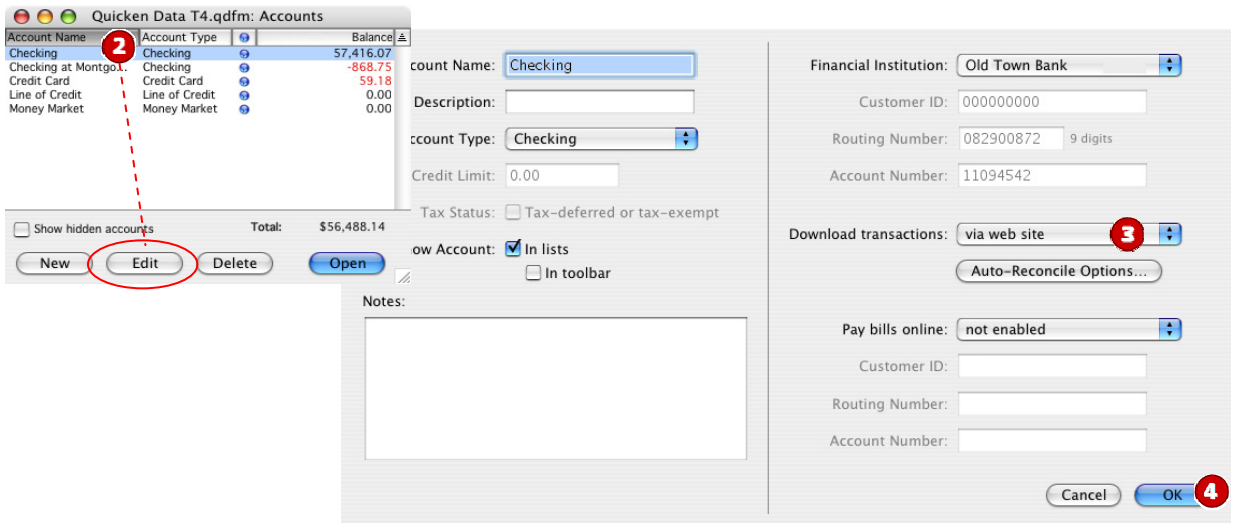 Quicken Data T4.qdfm: Accounts
Account Name Account Type Balance
2
Checking Checking 57,416.07
Checking at Montgo... Checking -868.75
Credit Card Credit Card 59.18
Line of Credit Line of Credit 0.00
Money Market Money Market 0.00
Show hidden accounts Total: $56,488.14
New Edit Delete Open
count Name: Checking
Description:
ccount Type: Checking
Credit Limit: 0.00
Tax Status: Tax-deferred or tax-exempt
ow Account: In lists
In toolbar
Notes:
Financial Institution: Old Town Bank
Customer ID: 000000000
Routing Number: 082900872 9 digits
Account Number: 11094542
Download transactions: via web site 3
Auto-Reconcile Options...
Pay bills online: not enabled
Customer ID:
Routing Number:
Account Number:
Cancel OK 4